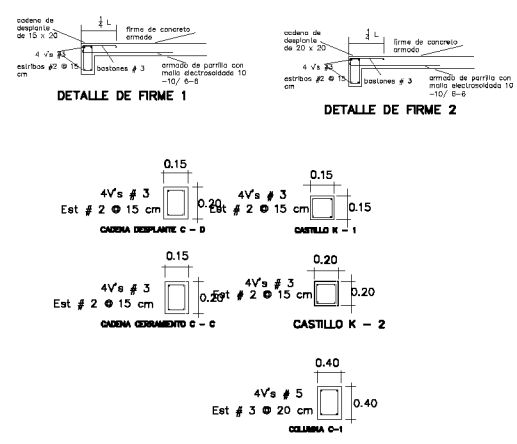 cadena de
desplante
de 15 x 20
1/4 L
firme de concreto
armado
4 v's #3
estribos #2 @ 15
cm
bastones # 3
armado de parrilla con
malla electrosoldada 10
-10/ 6-6
DETALLE DE FIRME 1
cadena de
desplante de
20 x 20
1/4 L
firme de concreto
armado
4 v's #3
estribos #2 @ 15
cm
bastones # 3
armado de parrilla con
malla electrosoldada 10
-10/ 6-6
DETALLE DE FIRME 2
0.15
4V's # 3
Est # 2 @ 15 cm
0.20
CADENA DESPLANTE C - D
0.15
4V's # 3
Est # 2 @ 15 cm
0.15
CASTILLO K - 1
0.15
4V's # 3
Est # 2 @ 15 cm
0.20
CADENA CERRAMIENTO C - C
0.20
4V's # 3
Est # 2 @ 15 cm
0.20
CASTILLO K - 2
0.40
4V's # 5
Est # 3 @ 20 cm
0.40
COLUMNA C-1